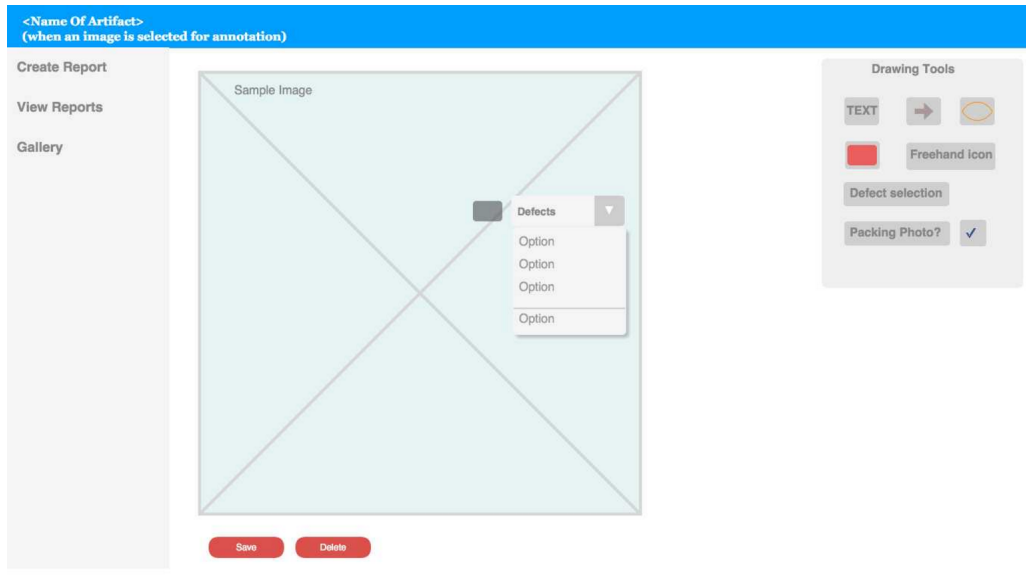 <Name Of Artifact>
(when an image is selected for annotation)
Create Report
View Reports
Gallery
Sample Image
Defects
Option
Option
Option
Option
Save
Delete
Drawing Tools
TEXT
Freehand icon
Defect selection
Packing Photo?